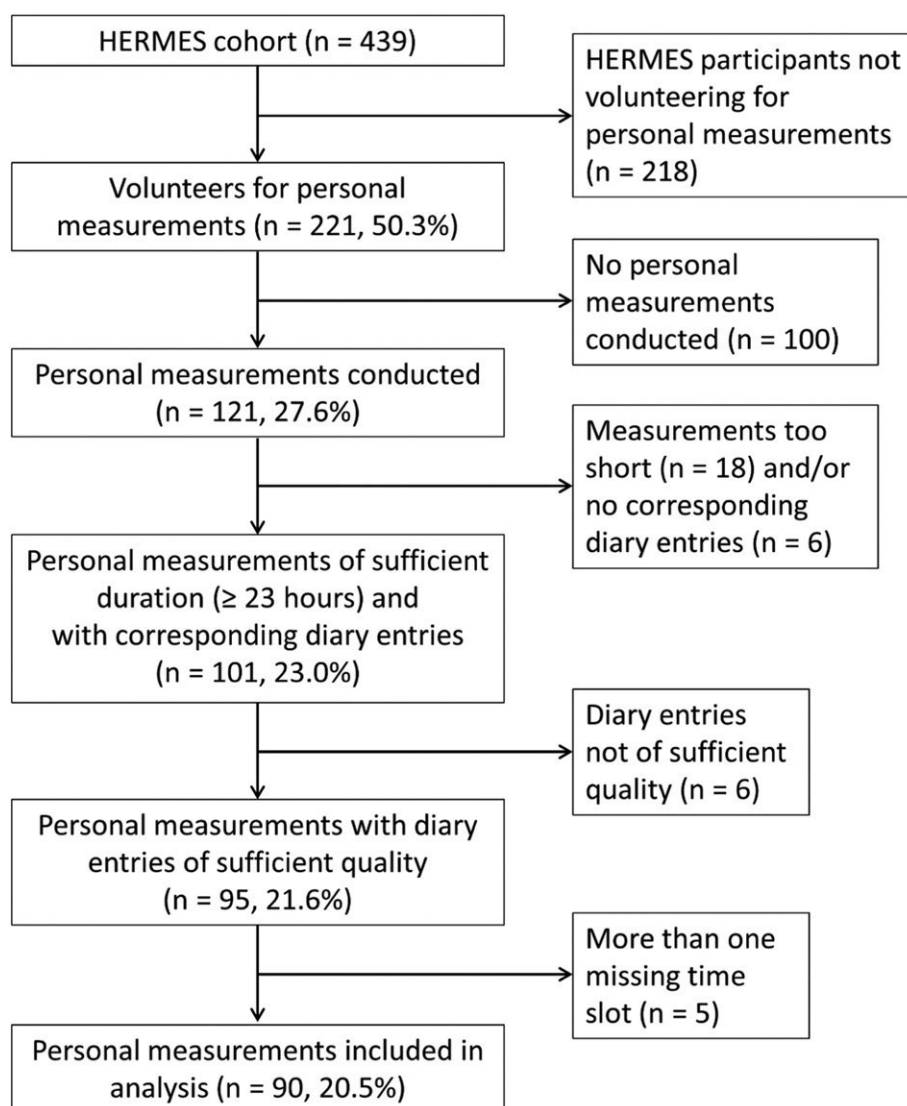 HERMES cohort (n = 439)
HERMES participants not
volunteering for
personal measurements
(n = 218)
Volunteers for personal
measurements (n = 221, 50.3%)
No personal
measurements
conducted (n = 100)
Personal measurements conducted
(n = 121, 27.6%)
Measurements too
short (n = 18) and/or
no corresponding
diary entries (n = 6)
Personal measurements of sufficient
duration (≥ 23 hours) and
with corresponding diary entries
(n = 101, 23.0%)
Diary entries
not of sufficient
quality (n = 6)
Personal measurements with diary
entries of sufficient quality
(n = 95, 21.6%)
More than one
missing time
slot (n = 5)
Personal measurements included in
analysis (n = 90, 20.5%)